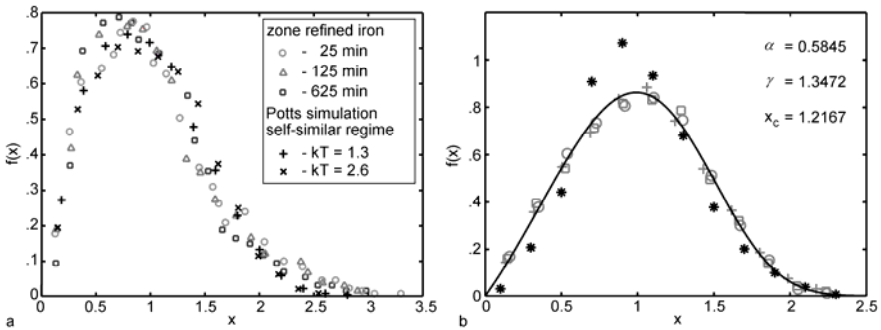 .8
.7
.6
.5
.4
.3
.2
.1
0
0
0.5
1
1.5
2
2.5
3
3.5
f(x)
x
a
zone refined iron
○ - 25 min
△ - 125 min
□ - 625 min
Potts simulation
self-similar regime
+ - kT = 1.3
× - kT = 2.6
1
.8
.6
.4
.2
0
0
0.5
1
1.5
2
2.5
3
f(x)
x
b
α = 0.5845
γ = 1.3472
xc = 1.2167